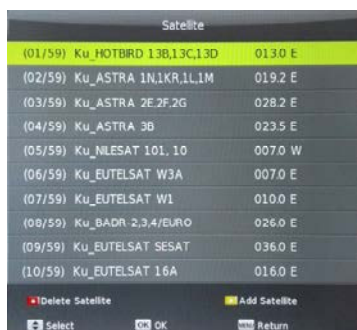 Satellite
(01/59) Ku_HOTBIRD 13B,13C,13D 013.0 E
(02/59) Ku_ASTRA 1N,1KR,1L,1M 019.2 E
(03/59) Ku_ASTRA 2E,2F,2G 028.2 E
(04/59) Ku_ASTRA 3B 023.5 E
(05/59) Ku_NILESAT 101, 10 007.0 W
(06/59) Ku_EUTELSAT W3A 007.0 E
(07/59) Ku_EUTELSAT W1 010.0 E
(08/59) Ku_BADR-2,3,4/EURO 026.0 E
(09/59) Ku_EUTELSAT SESAT 036.0 E
(10/59) Ku_EUTELSAT 16A 016.0 E
Delete Satellite Add Satellite
Select OK OK MENU Return